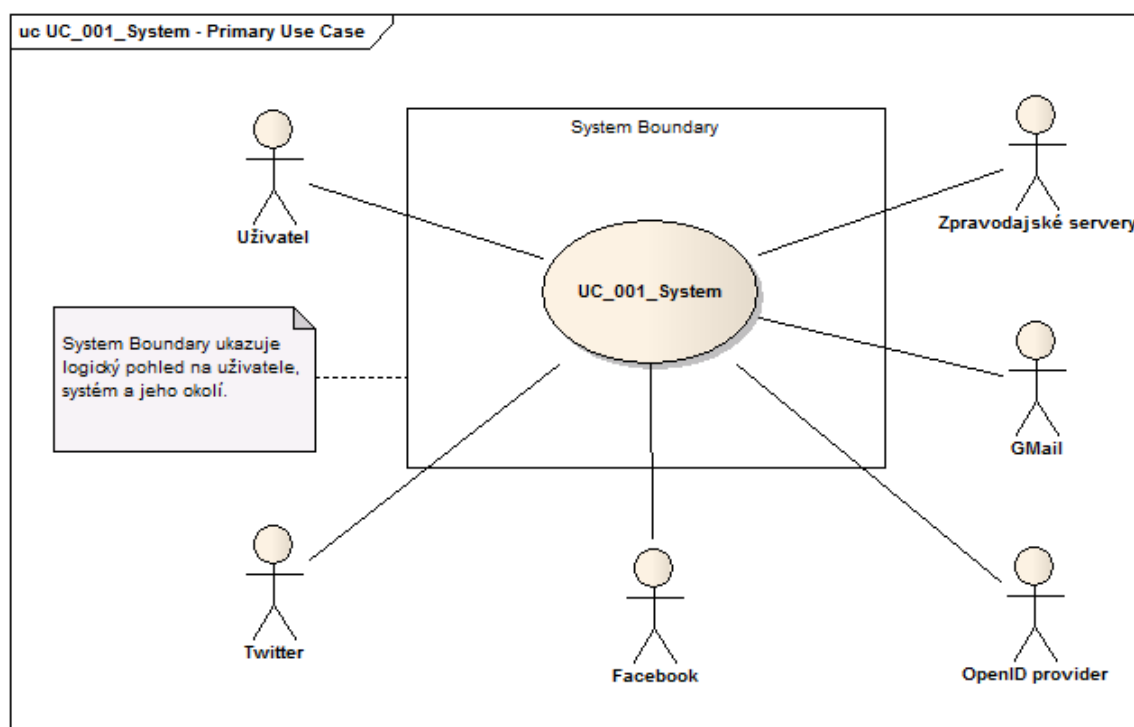 uc UC_001_System - Primary Use Case
System Boundary
Uživatel
Zpravodajské servery
UC_001_System
System Boundary ukazuje
logický pohled na uživatele,
systém a jeho okolí.
GMail
Twitter
Facebook
OpenID provider